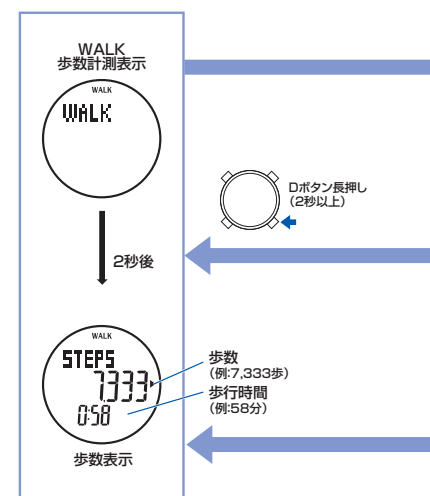 WALK
歩数計測表示
WALK
WALK
Dボタン長押し
(2秒以上)
2秒後
WALK
STEPS
7,333
0:58
歩数
(例:7,333歩)
歩行時間
(例:58分)
歩数表示